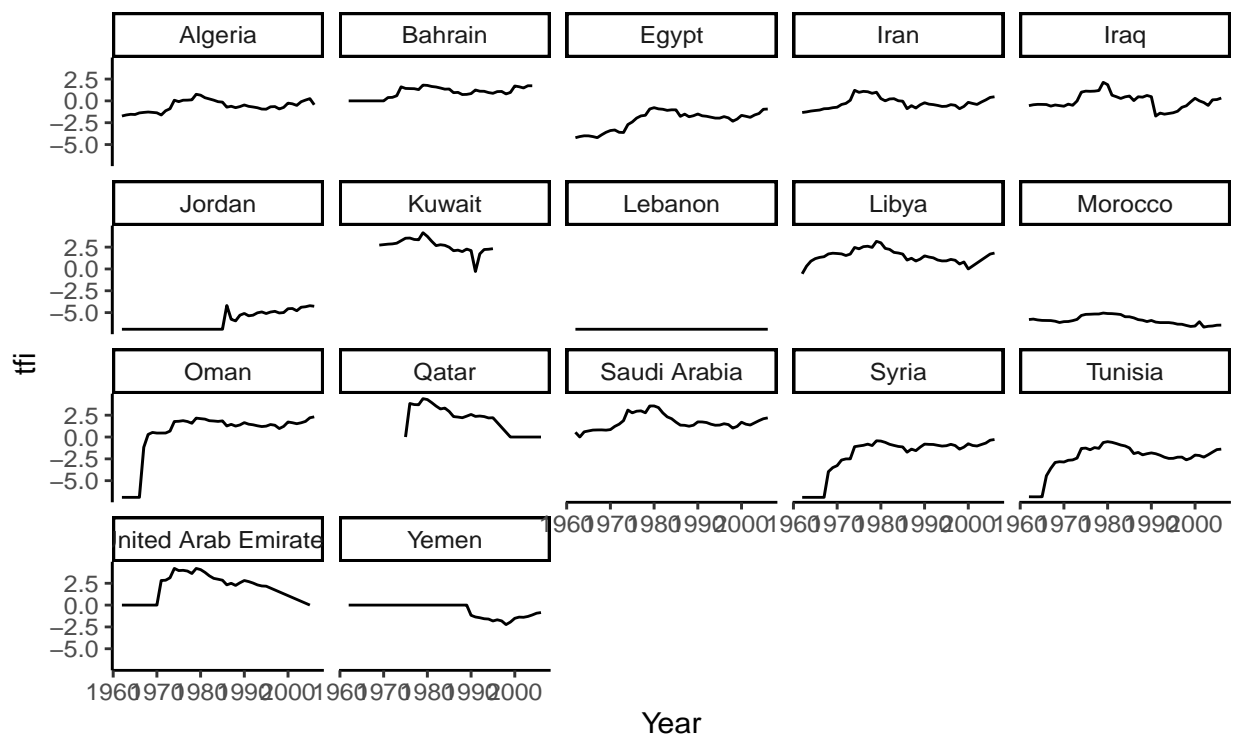 Algeria Bahrain Egypt Iran Iraq
2.5
0.0
−2.5
−5.0
Jordan Kuwait Lebanon Libya Morocco
2.5
0.0
−2.5
−5.0
tfi
Oman Qatar Saudi Arabia Syria Tunisia
2.5
0.0
−2.5
−5.0
1960 1970 1980 1990 2000 1960 1970 1980 1990 2000 1960 1970 1980 1990 2000
nited Arab Emirate Yemen
2.5
0.0
−2.5
−5.0
1960 1970 1980 1990 2000 1960 1970 1980 1990 2000
Year